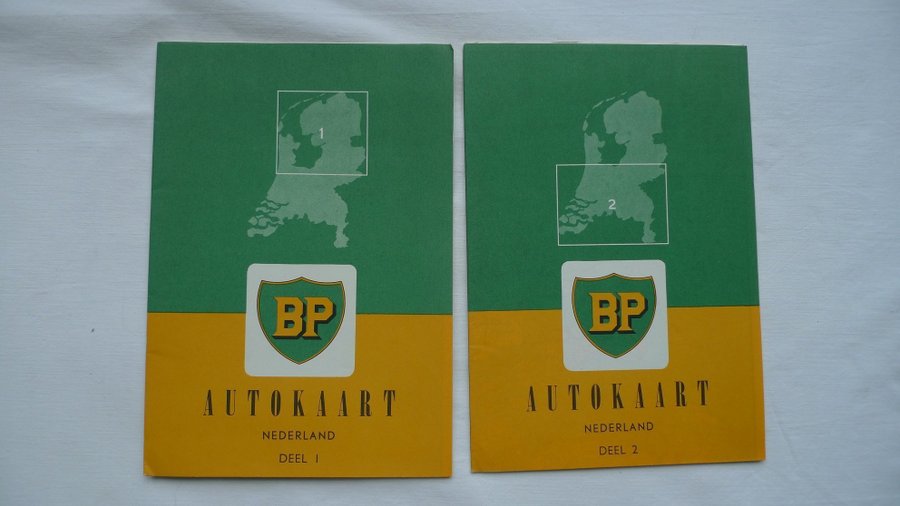 1
BP
AUTOKAART
NEDERLAND
DEEL 1
2
BP
AUTOKAART
NEDERLAND
DEEL 2